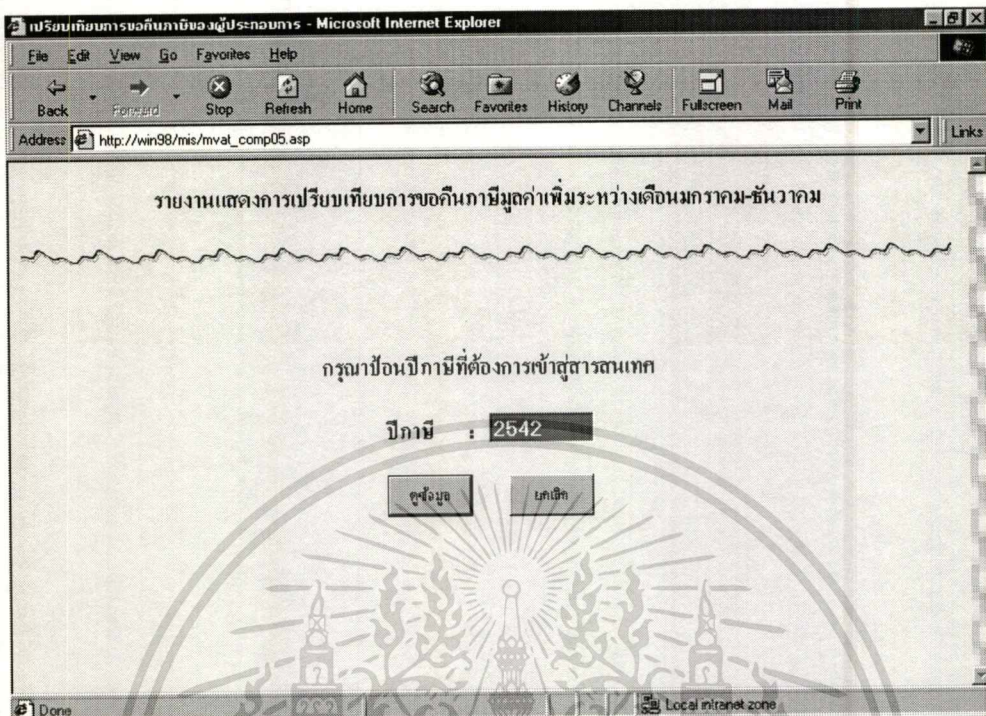 เปรียบเทียบการขอคืนภาษีของผู้ประกอบการ - Microsoft Internet Explorer
File Edit View Go Favorites Help
Back Forward Stop Refresh Home Search Favorites History Channels Fullscreen Mail Print
Address http://win98/mis/mvat_comp05.asp Links
รายงานแสดงการเปรียบเทียบการขอคืนภาษีมูลค่าเพิ่มระหว่างเดือนมกราคม-ธันวาคม
กรุณาป้อนปีภาษีที่ต้องการเข้าสู่สารสนเทศ
ปีภาษี : 2542
ดูข้อมูล ยกเลิก
Done Local intranet zone